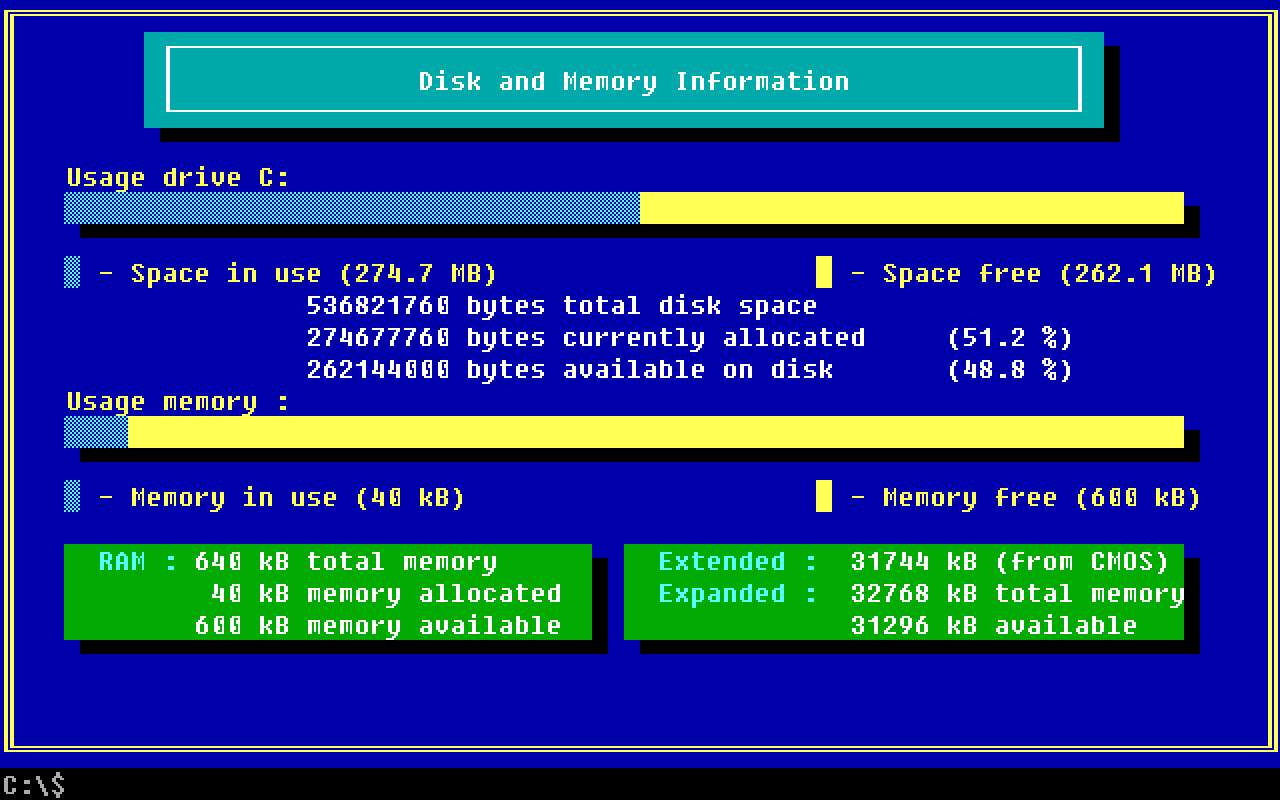 Disk and Memory Information
Usage drive C:
- Space in use (274.7 MB) - Space free (262.1 MB)
536821760 bytes total disk space
274677760 bytes currently allocated (51.2 %)
262144000 bytes available on disk (48.8 %)
Usage memory :
- Memory in use (40 kB) - Memory free (600 kB)
RAM : 640 kB total memory Extended : 31744 kB (from CMOS)
40 kB memory allocated Expanded : 32768 kB total memory
600 kB memory available 31296 kB available
C:\$